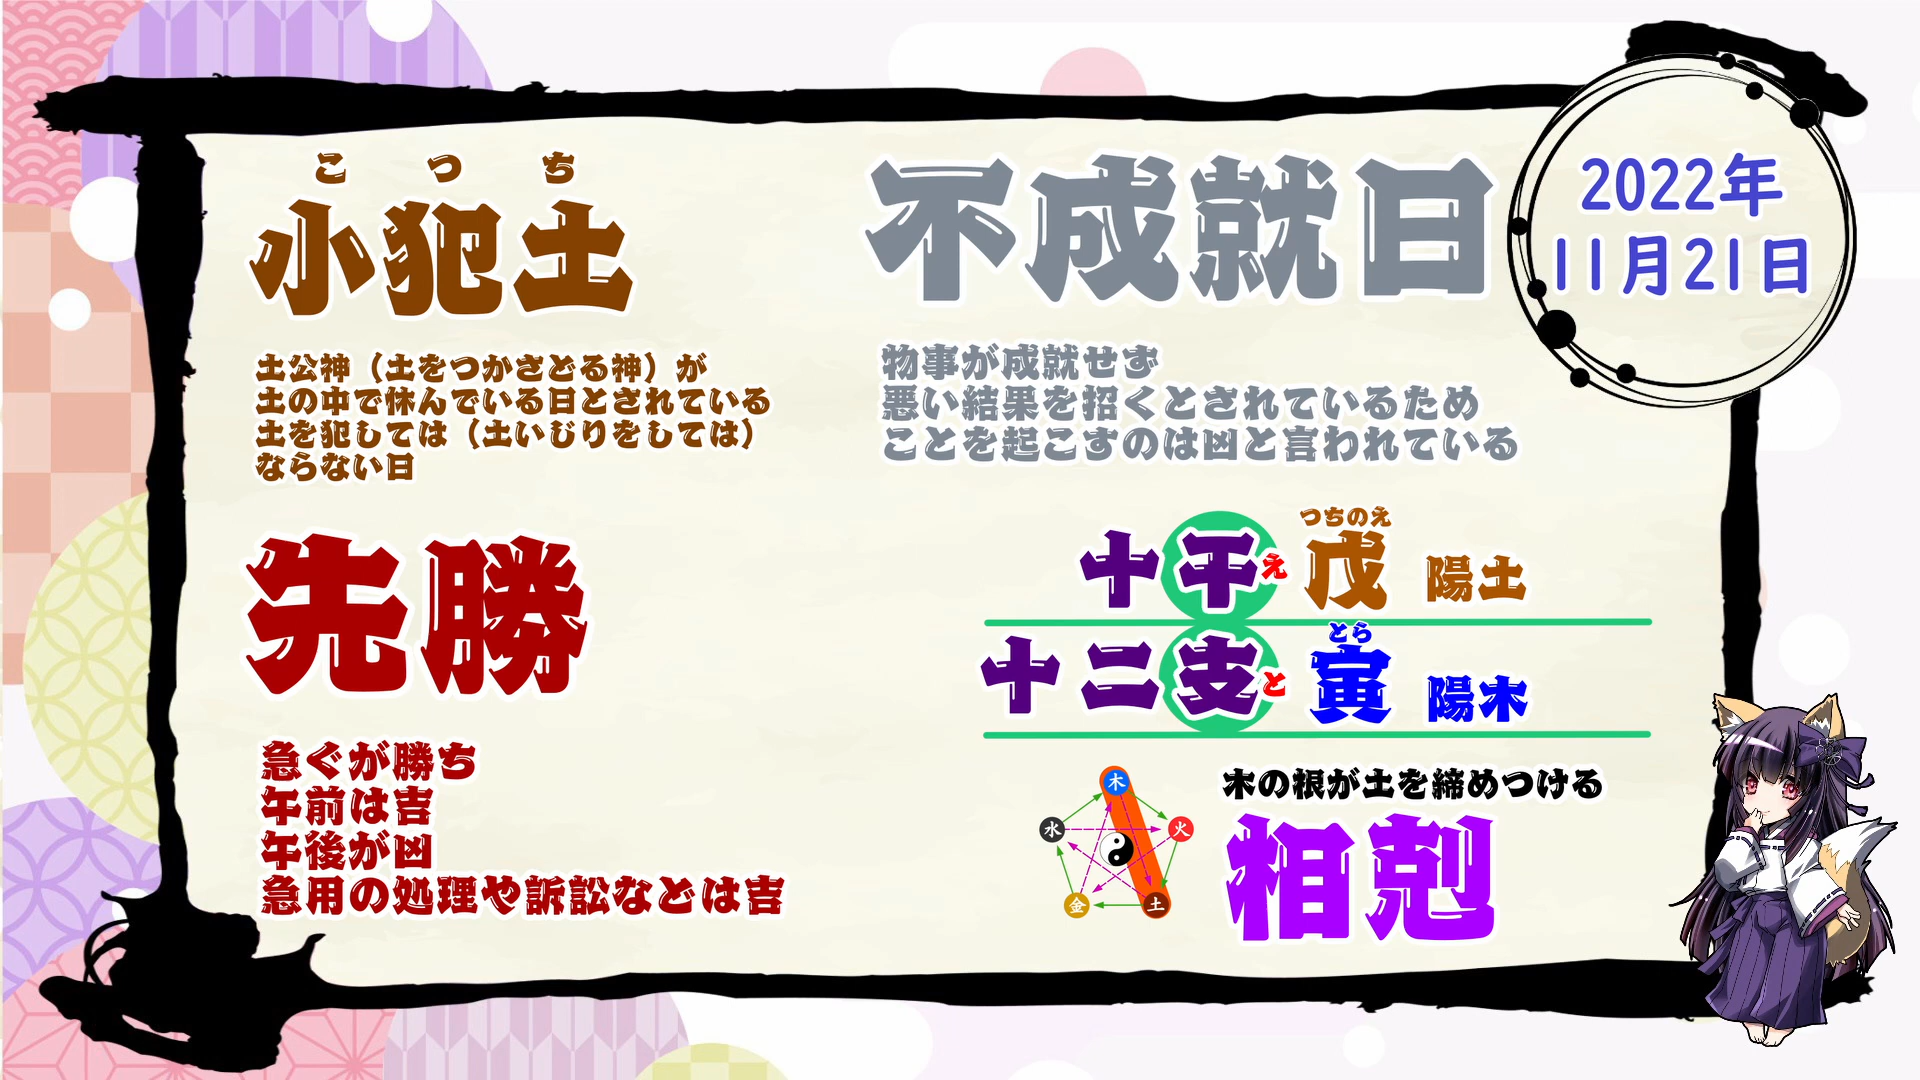 こつち
小犯土
土公神（土をつかさどる神）が
土の中で休んでいる日とされている
土を犯しては（土いじりをしては）
ならない日
不成就日
物事が成就せず
悪い結果を招くとされているため
ことを起こすのは凶と言われている
2022年
11月21日
先勝
急ぐが勝ち
午前は吉
午後が凶
急用の処理や訴訟などは吉
つちのえ
十干え 戊 陽土
とら
十二支と 寅 陽木
木の根が土を締めつける
相剋
木
水 火
金 土